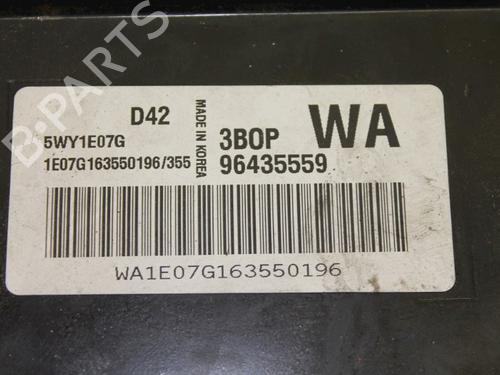 B-PARTS
D42
5WY1E07G
1E07G163550196/355
MADE IN KOREA
3BOP
WA
96435559
WA1E07G163550196